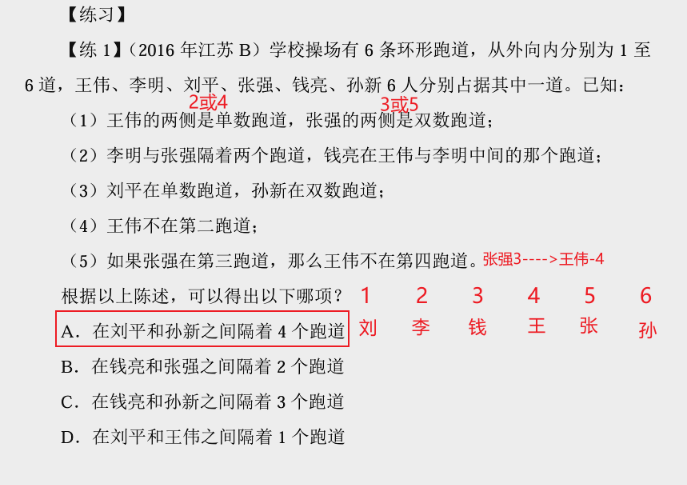 【练习】
【练 1】（2016 年江苏 B）学校操场有 6 条环形跑道，从外向内分别为 1 至
6 道，王伟、李明、刘平、张强、钱亮、孙新 6 人分别占据其中一道。已知：
2或4 3或5
（1）王伟的两侧是单数跑道，张强的两侧是双数跑道；
（2）李明与张强隔着两个跑道，钱亮在王伟与李明中间的那个跑道；
（3）刘平在单数跑道，孙新在双数跑道；
（4）王伟不在第二跑道；
（5）如果张强在第三跑道，那么王伟不在第四跑道。张强3---->王伟-4
根据以上陈述，可以得出以下哪项？ 1 2 3 4 5 6
A．在刘平和孙新之间隔着 4 个跑道 刘 李 钱 王 张 孙
B．在钱亮和张强之间隔着 2 个跑道
C．在钱亮和孙新之间隔着 3 个跑道
D．在刘平和王伟之间隔着 1 个跑道